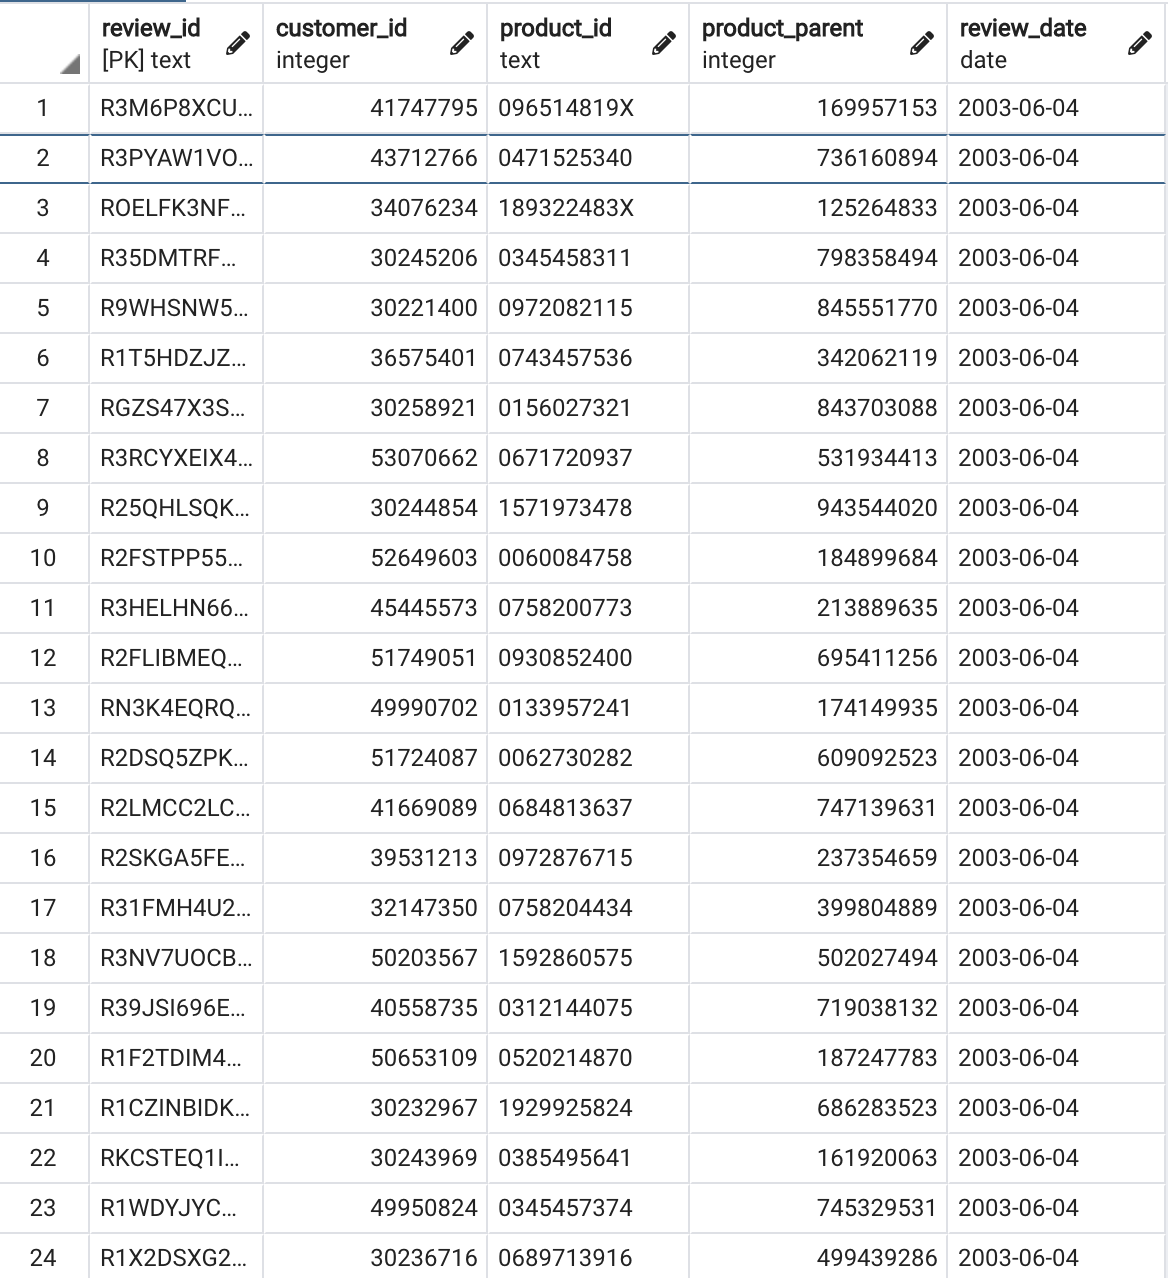 review_id customer_id product_id product_parent review_date
[PK] text integer text integer date
1 R3M6P8XCU... 41747795 096514819X 169957153 2003-06-04
2 R3PYAW1VO... 43712766 0471525340 736160894 2003-06-04
3 ROELFK3NF... 34076234 189322483X 125264833 2003-06-04
4 R35DMTRF... 30245206 0345458311 798358494 2003-06-04
5 R9WHSNW5... 30221400 0972082115 845551770 2003-06-04
6 R1T5HDZJZ... 36575401 0743457536 342062119 2003-06-04
7 RGZS47X3S... 30258921 0156027321 843703088 2003-06-04
8 R3RCYXEIX4... 53070662 0671720937 531934413 2003-06-04
9 R25QHLSQK... 30244854 1571973478 943544020 2003-06-04
10 R2FSTPP55... 52649603 0060084758 184899684 2003-06-04
11 R3HELHN66... 45445573 0758200773 213889635 2003-06-04
12 R2FLIBMEQ... 51749051 0930852400 695411256 2003-06-04
13 RN3K4EQRQ... 49990702 0133957241 174149935 2003-06-04
14 R2DSQ5ZPK... 51724087 0062730282 609092523 2003-06-04
15 R2LMCC2LC... 41669089 0684813637 747139631 2003-06-04
16 R2SKGA5FE... 39531213 0972876715 237354659 2003-06-04
17 R31FMH4U2... 32147350 0758204434 399804889 2003-06-04
18 R3NV7UOCB... 50203567 1592860575 502027494 2003-06-04
19 R39JSI696E... 40558735 0312144075 719038132 2003-06-04
20 R1F2TDIM4... 50653109 0520214870 187247783 2003-06-04
21 R1CZINBIDK... 30232967 1929925824 686283523 2003-06-04
22 RKCSTEQ1I... 30243969 0385495641 161920063 2003-06-04
23 R1WDYJYC... 49950824 0345457374 745329531 2003-06-04
24 R1X2DSXG2... 30236716 0689713916 499439286 2003-06-04